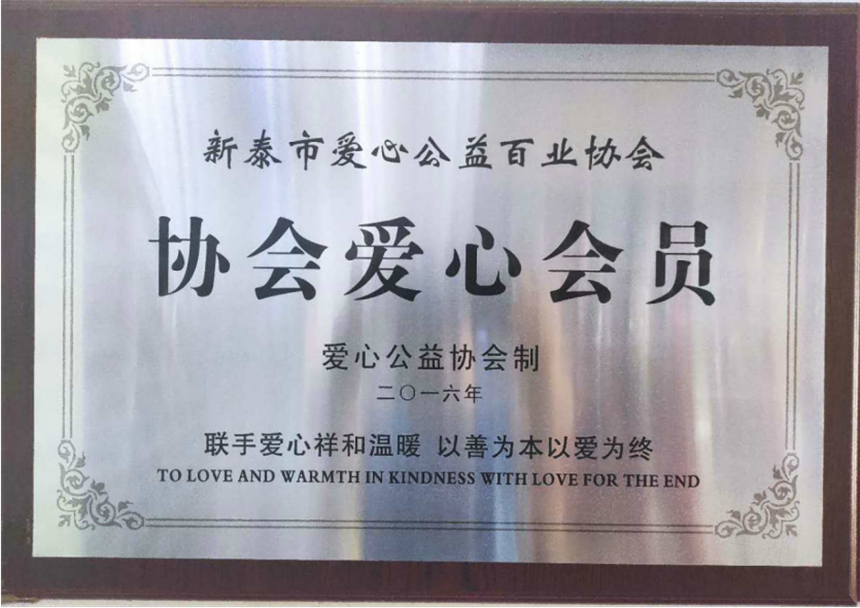 新泰市爱心公益百业协会
协会爱心会员
爱心公益协会制
二〇一六年
联手爱心祥和温暖 以善为本以爱为终
TO LOVE AND WARMTH IN KINDNESS WITH LOVE FOR THE END